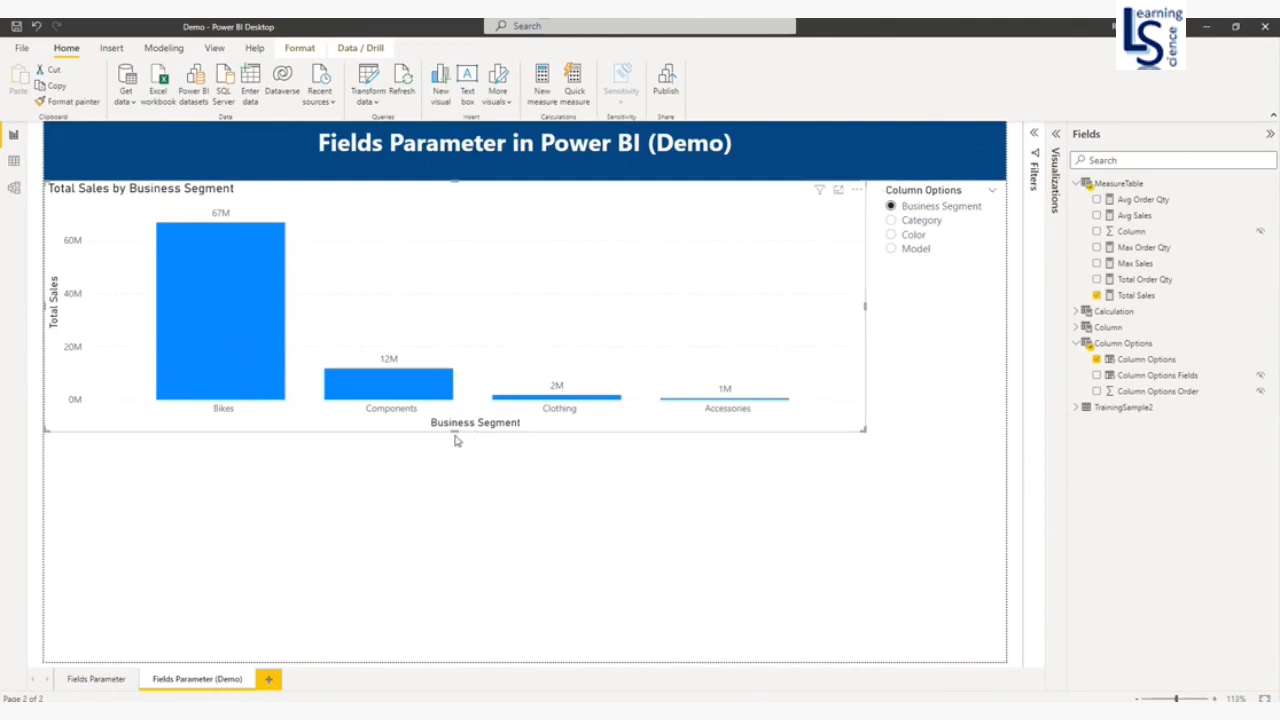 Demo - Power BI Desktop
Search
Learning
Science
File Home Insert Modeling View Help Format Data / Drill
Paste
Cut
Copy
Format painter
Clipboard
Get data
Excel workbook
Power BI datasets
SQL Server
Enter data
Dataverse
Recent sources
Data
Transform data
Refresh
Queries
New visual
Text box
More visuals
Insert
New measure
Quick measure
Calculations
Sensitivity
Sensitivity
Publish
Share
Fields Parameter in Power BI (Demo)
Total Sales by Business Segment
Total Sales
60M
40M
20M
0M
67M
12M
2M
1M
Bikes
Components
Clothing
Accessories
Business Segment
Column Options
Business Segment
Category
Color
Model
Filters
Visualizations
Fields
Search
MeasureTable
Avg Order Qty
Avg Sales
Column
Max Order Qty
Max Sales
Total Order Qty
Total Sales
Calculation
Column
Column Options
Column Options
Column Options Fields
Column Options Order
TrainingSample2
Fields Parameter
Fields Parameter (Demo)
Page 2 of 2
113%